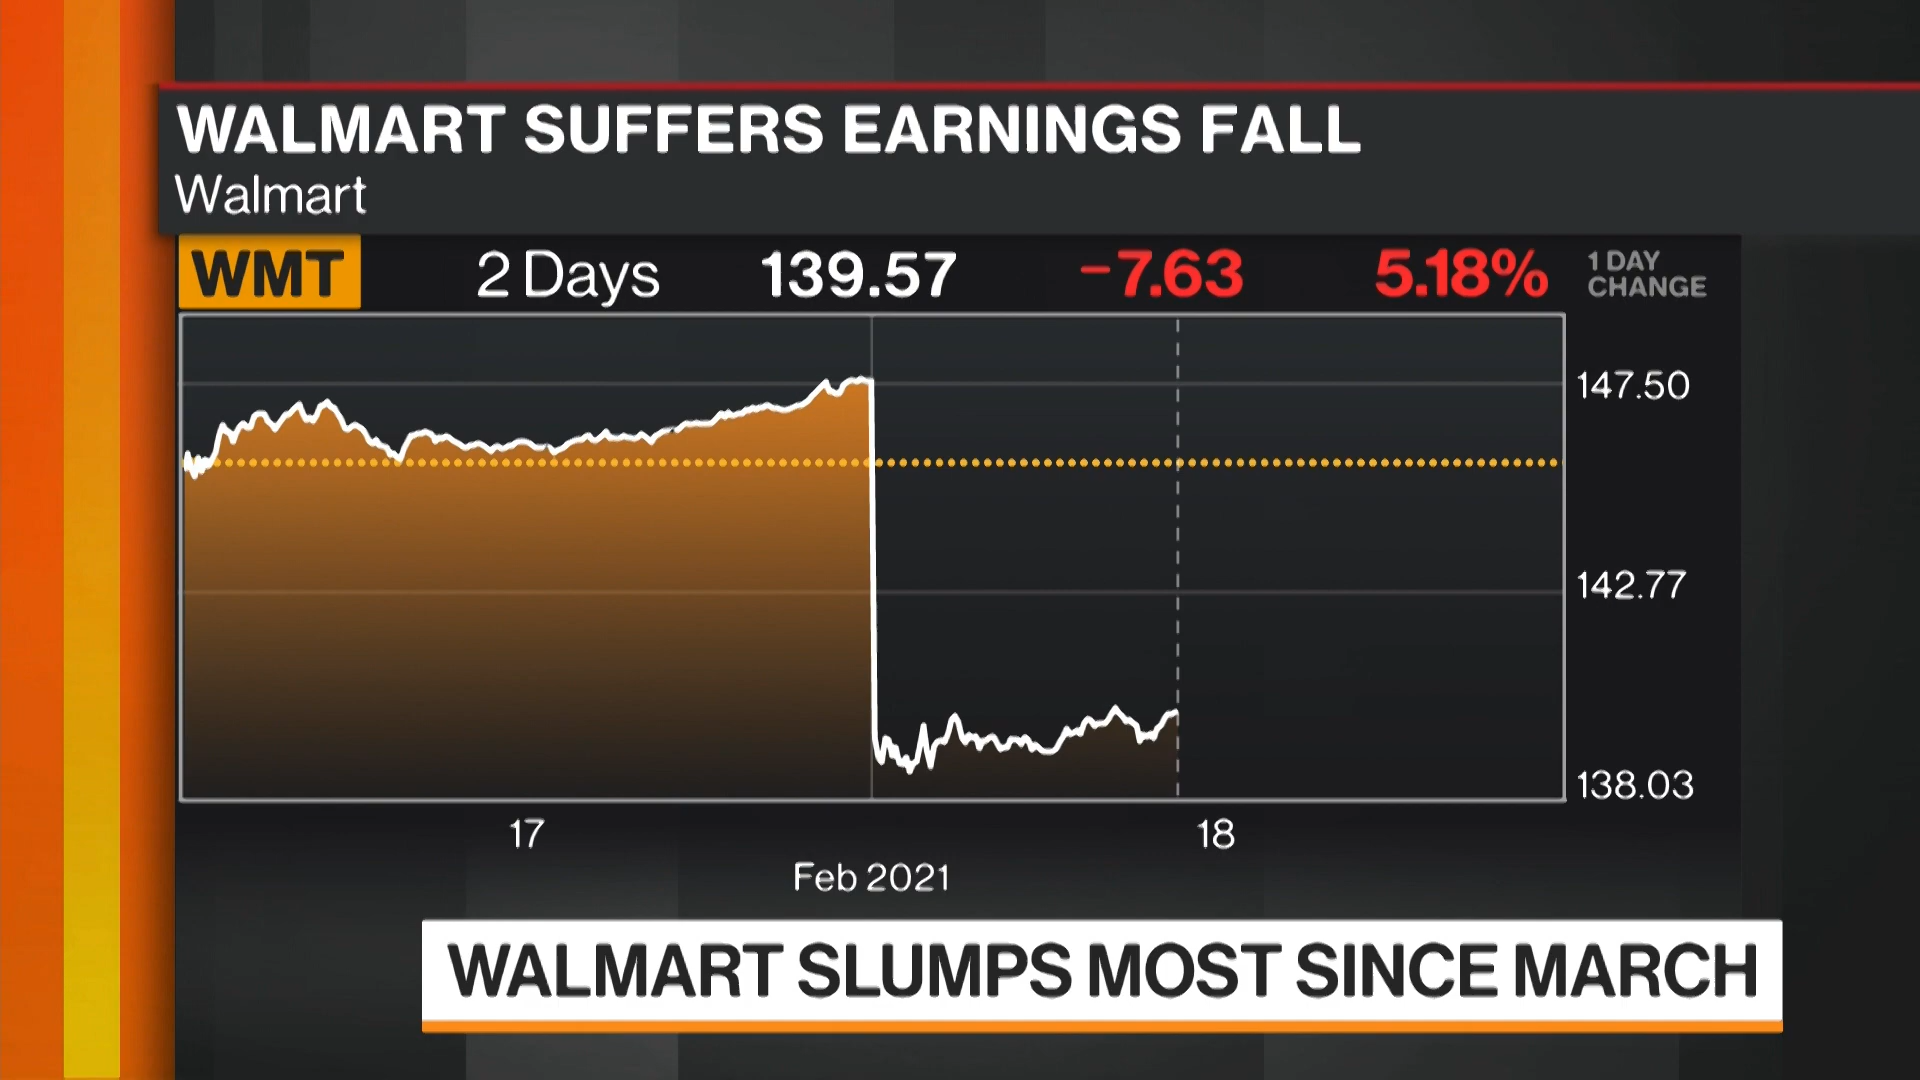 WALMART SUFFERS EARNINGS FALL
Walmart
WMT 2 Days 139.57 -7.63 5.18% 1 DAY
CHANGE
147.50
142.77
138.03
17 18
Feb 2021
WALMART SLUMPS MOST SINCE MARCH